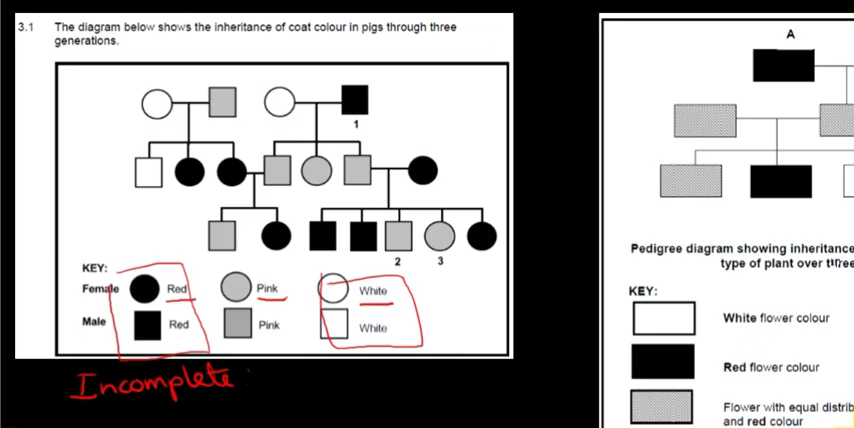 3.1 The diagram below shows the inheritance of coat colour in pigs through three
generations.
1
2 3
KEY:
Female Red Pink White
Male Red Pink White
Incomplete:
A
Pedigree diagram showing inheritance
type of plant over three
KEY:
White flower colour
Red flower colour
Flower with equal distrib
and red colour